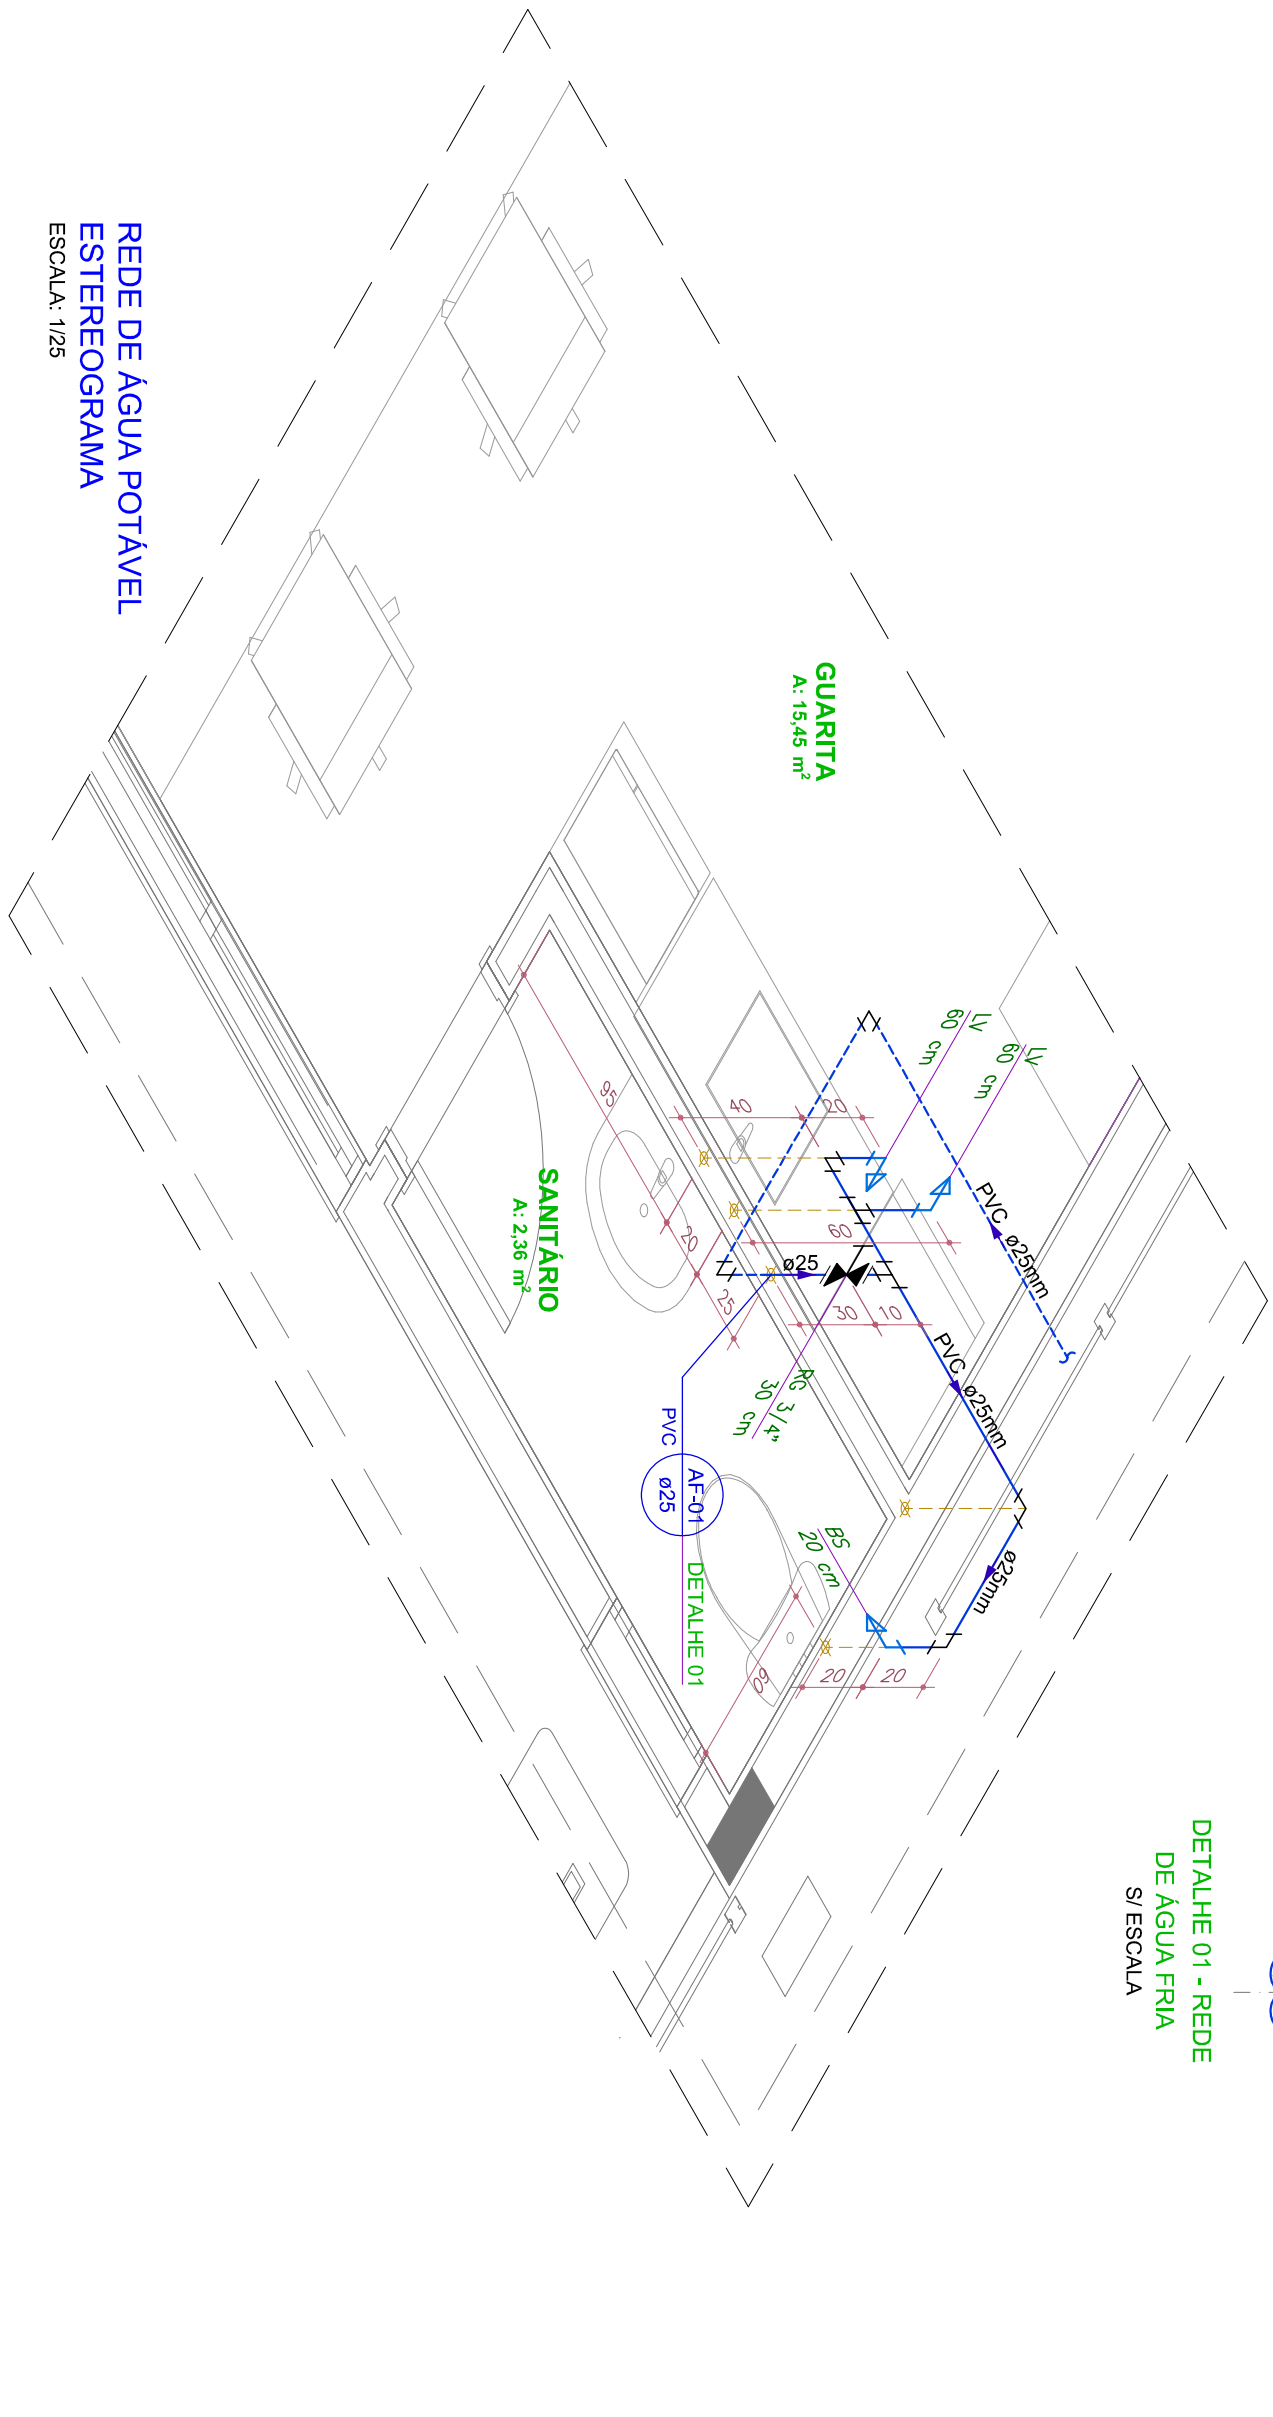 REDE DE ÁGUA POTÁVEL
ESTEREOGRAMA
ESCALA: 1/25
GUARITA
A: 15,45 m²
SANITÁRIO
A: 2,36 m²
LV
60 cm
LV
60 cm
PVC ø25mm
PVC ø25mm
ø25mm
ø25
RG 3/4"
30 cm
BS
20 cm
AF-01
PVC ø25
DETALHE 01
95
20
25
40
20
60
30
10
20
20
60
DETALHE 01 - REDE
DE ÁGUA FRIA
S/ ESCALA